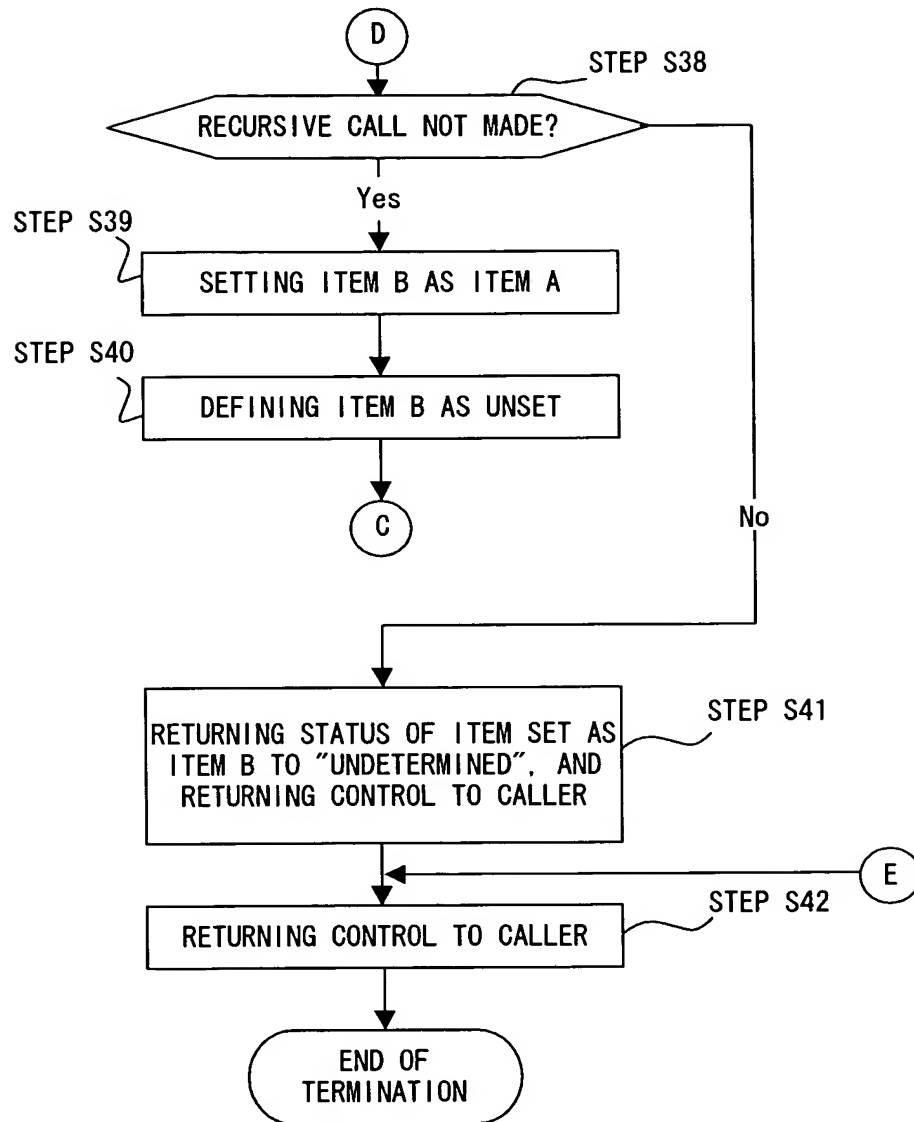 D
STEP S38
RECURSIVE CALL NOT MADE?
Yes
STEP S39
SETTING ITEM B AS ITEM A
STEP S40
DEFINING ITEM B AS UNSET
C
No
RETURNING STATUS OF ITEM SET AS
ITEM B TO "UNDETERMINED", AND
RETURNING CONTROL TO CALLER
STEP S41
E
STEP S42
RETURNING CONTROL TO CALLER
END OF
TERMINATION